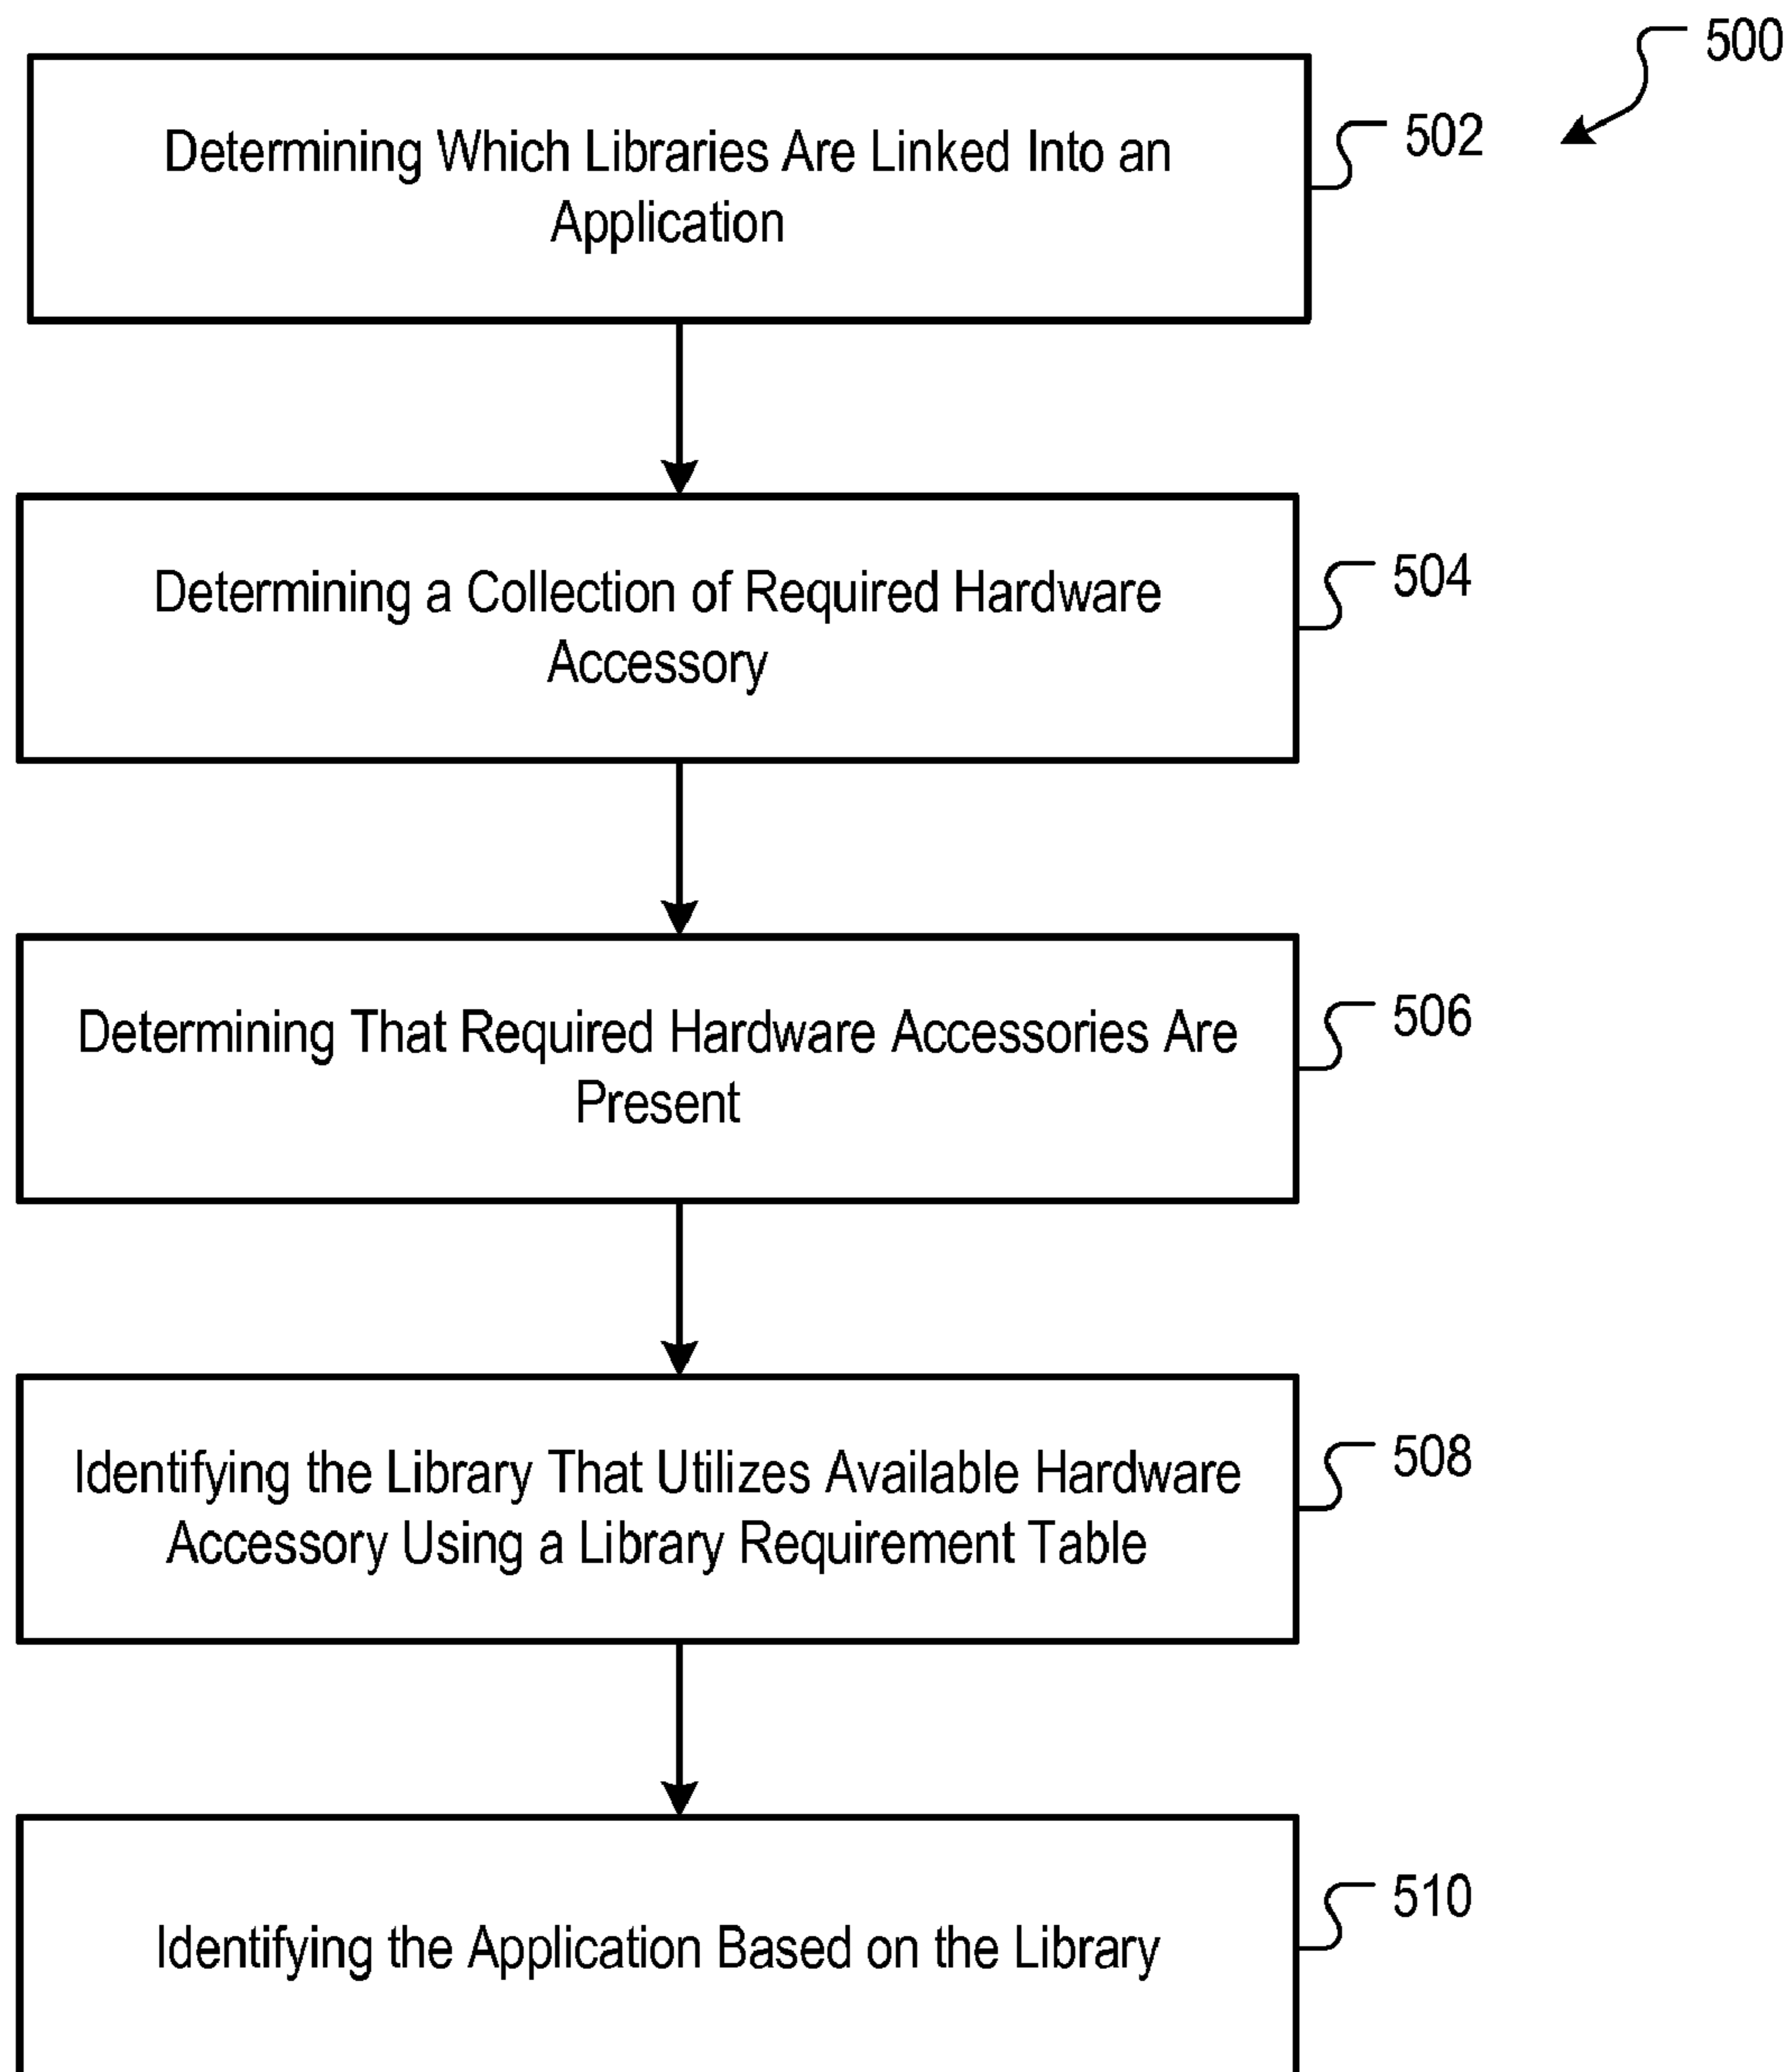 500
Determining Which Libraries Are Linked Into an
Application
502
Determining a Collection of Required Hardware
Accessory
504
Determining That Required Hardware Accessories Are
Present
506
Identifying the Library That Utilizes Available Hardware
Accessory Using a Library Requirement Table
508
Identifying the Application Based on the Library
510